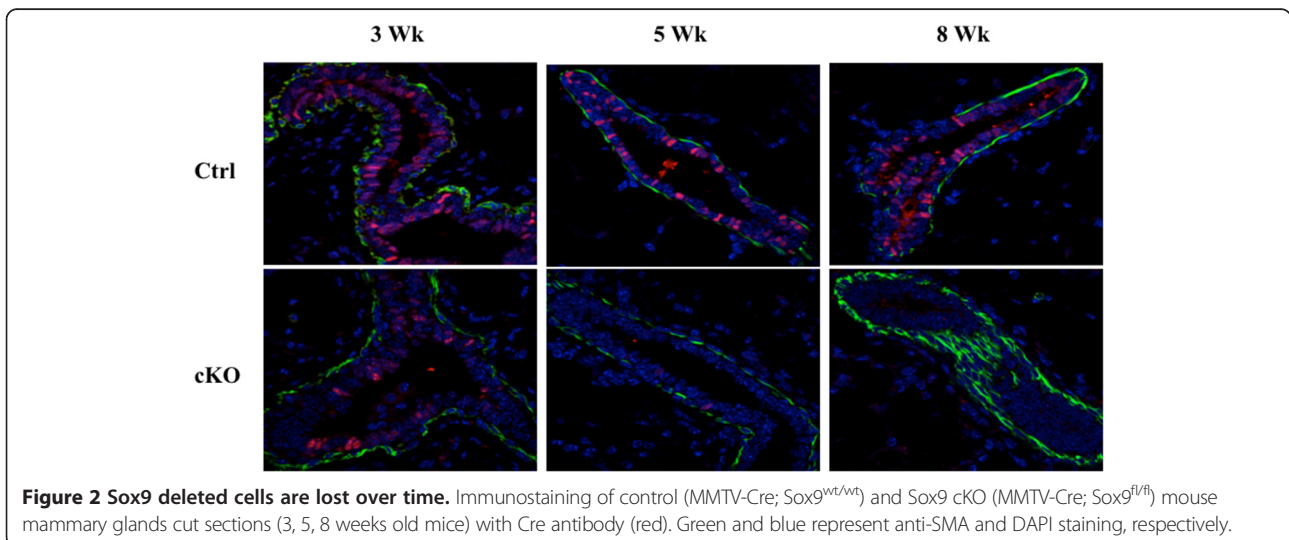 3 Wk 5 Wk 8 Wk
Ctrl
cKO
Figure 2 Sox9 deleted cells are lost over time. Immunostaining of control (MMTV-Cre; Sox9wt/wt) and Sox9 cKO (MMTV-Cre; Sox9fl/fl) mouse
mammary glands cut sections (3, 5, 8 weeks old mice) with Cre antibody (red). Green and blue represent anti-SMA and DAPI staining, respectively.